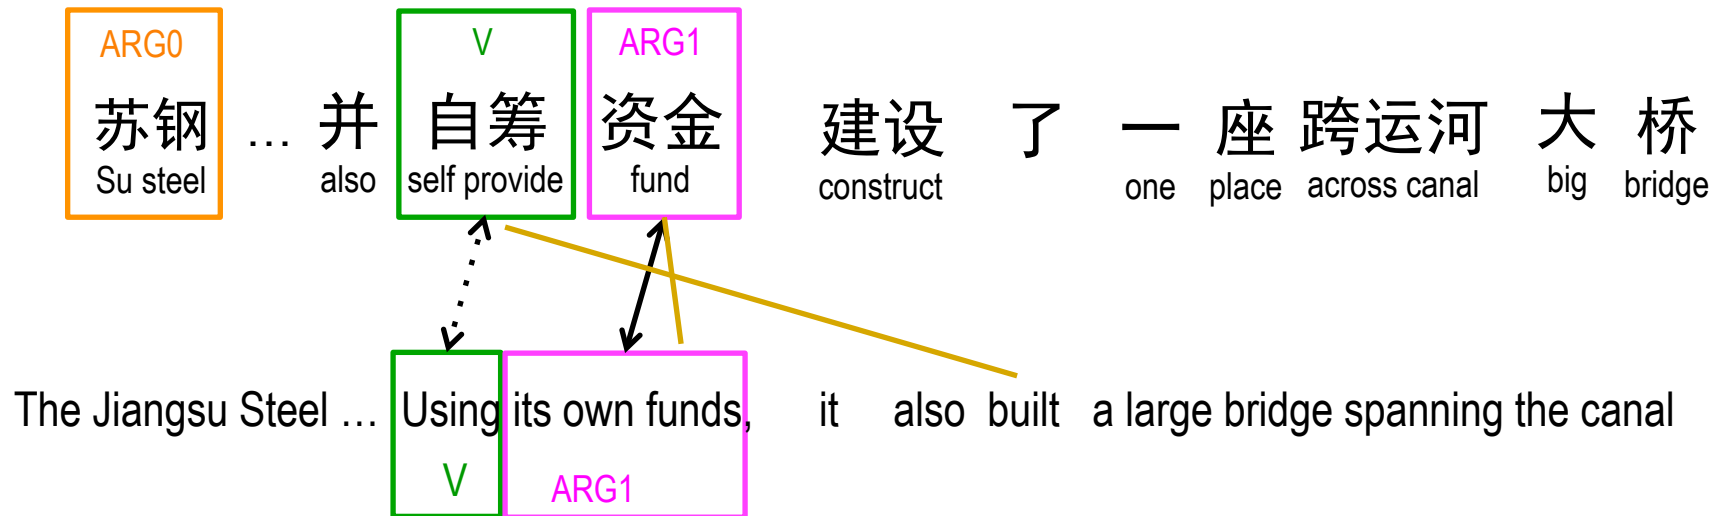 ARG0 V ARG1
苏钢 … 并 自筹 资金 建设 了 一 座 跨运河 大 桥
Su steel also self provide fund construct one place across canal big bridge
The Jiangsu Steel … Using its own funds, it also built a large bridge spanning the canal
V ARG1